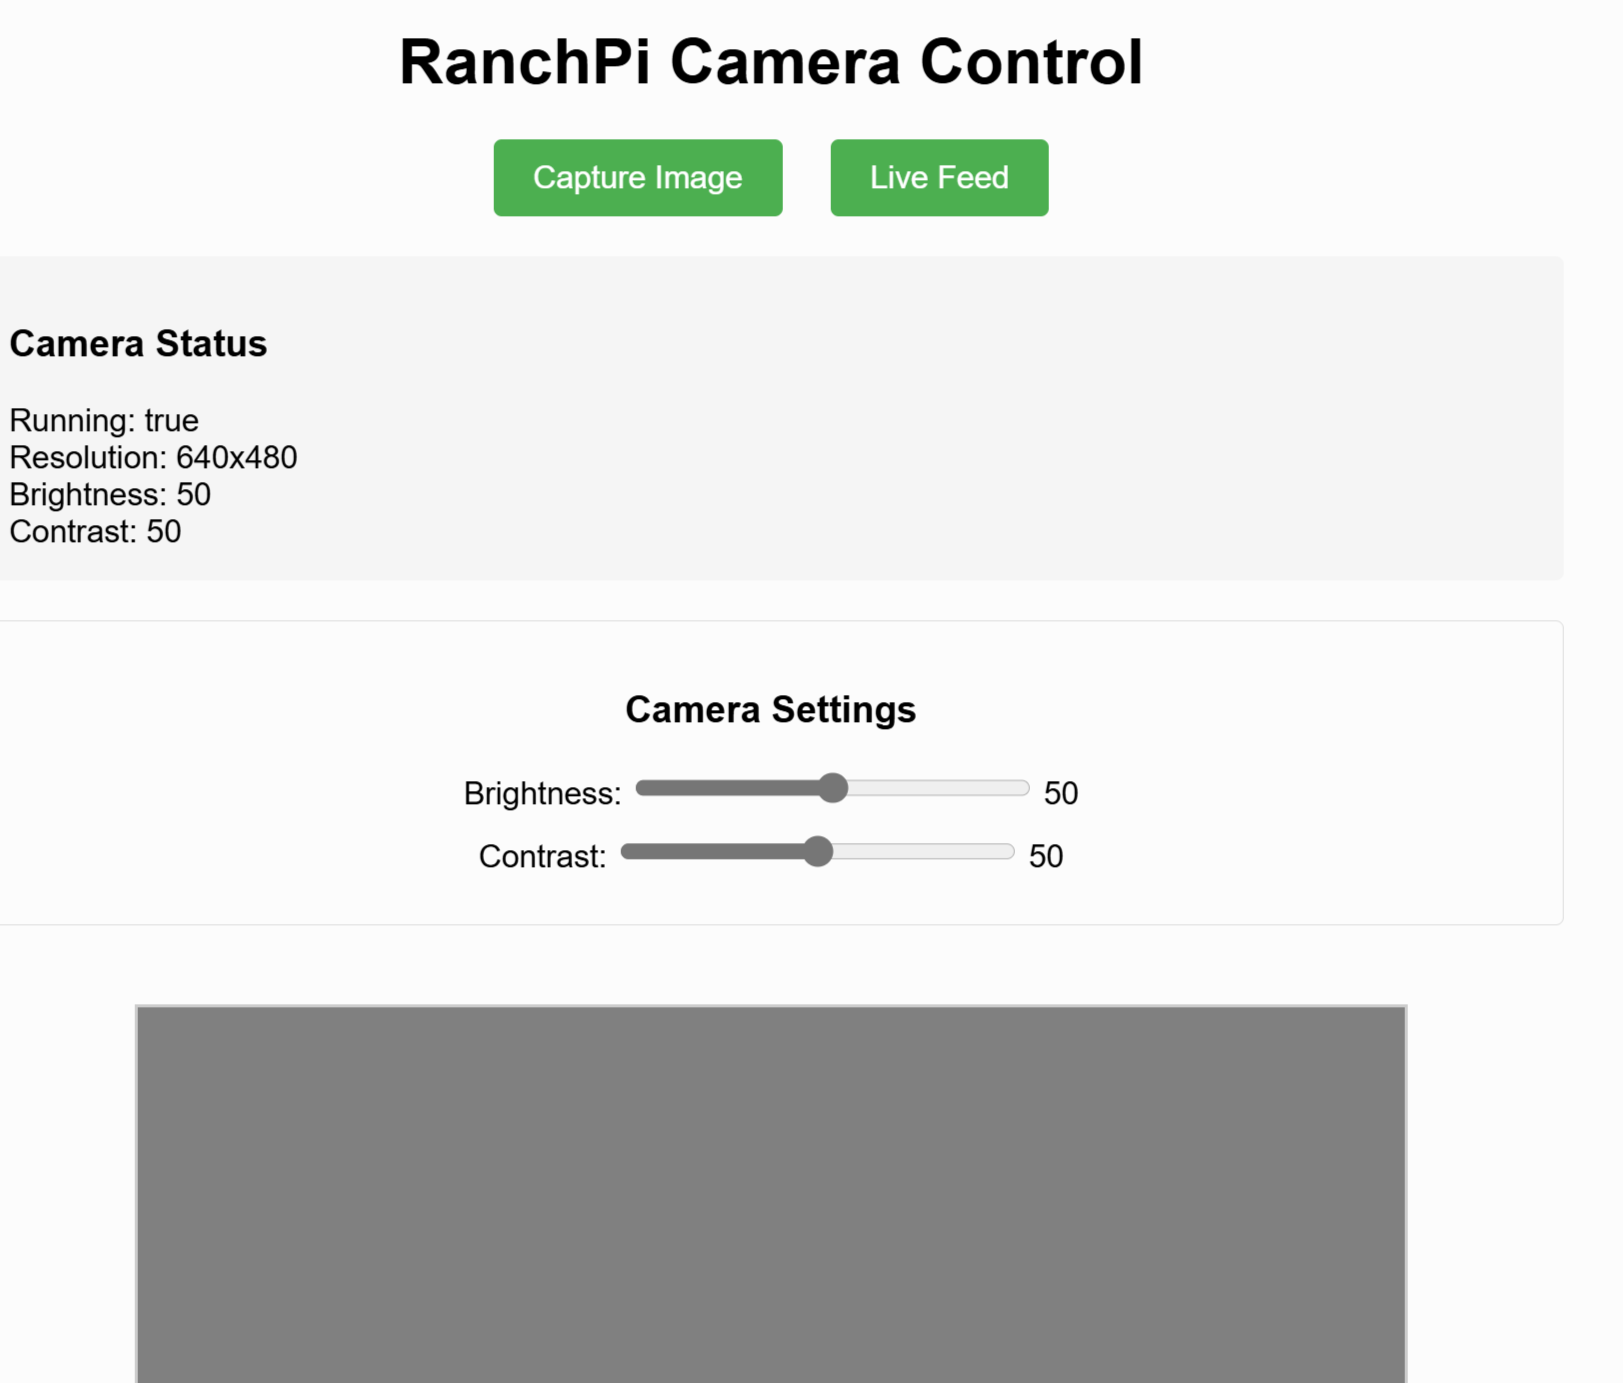 RanchPi Camera Control
Capture Image
Live Feed
Camera Status
Running: true
Resolution: 640x480
Brightness: 50
Contrast: 50
Camera Settings
Brightness: 50
Contrast: 50